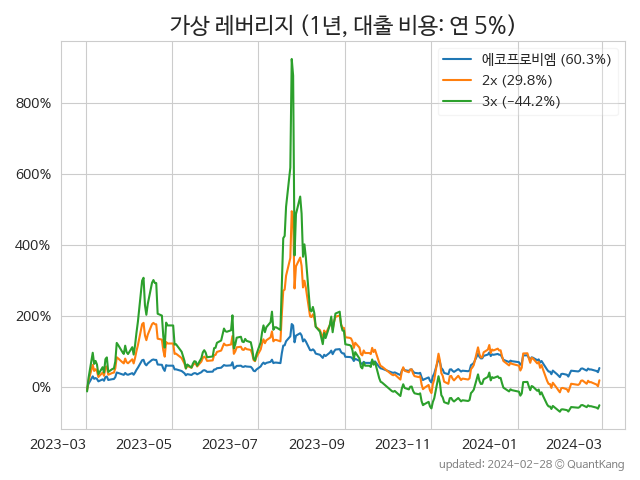 가상 레버리지 (1년, 대출 비용: 연 5%)
에코프로비엠 (60.3%)
2x (29.8%)
3x (−44.2%)
800%
600%
400%
200%
0%
2023-03 2023-05 2023-07 2023-09 2023-11 2024-01 2024-03
updated: 2024-02-28 © QuantKang